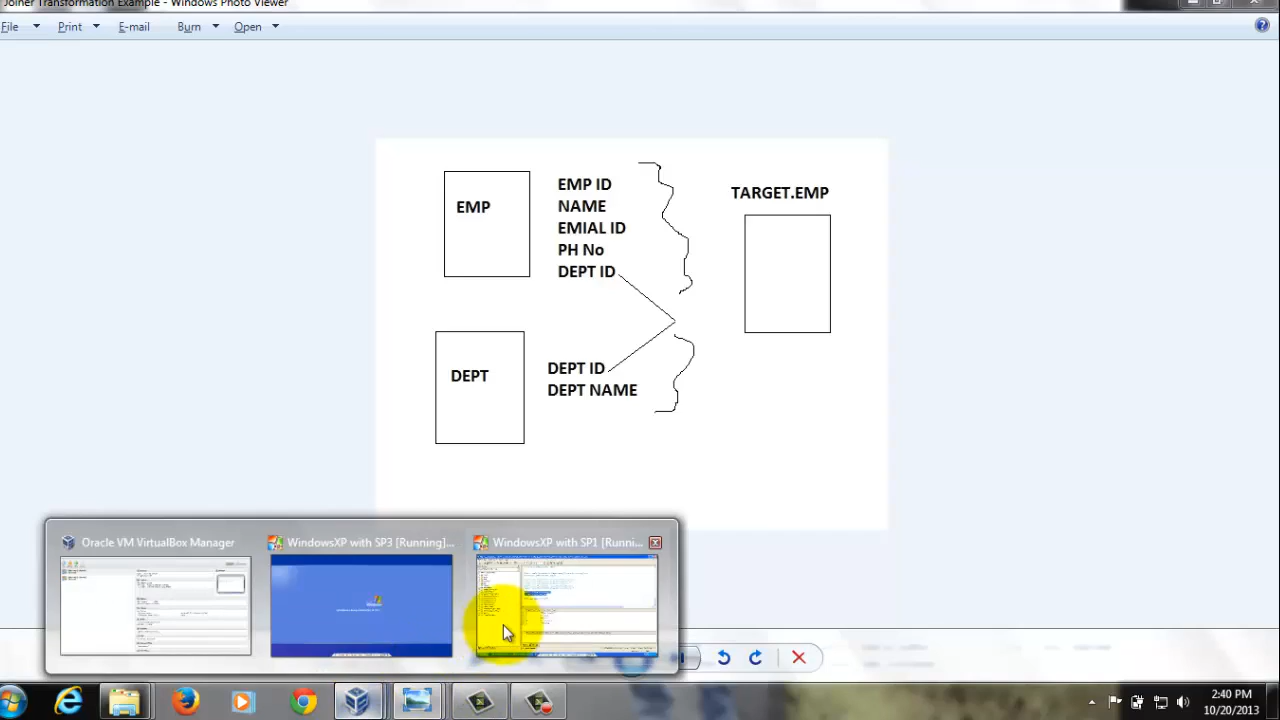 Joiner Transformation Example - Windows Photo Viewer
File Print E-mail Burn Open
EMP
EMP ID
NAME
EMIAL ID
PH No
DEPT ID
TARGET.EMP
DEPT
DEPT ID
DEPT NAME
Oracle VM VirtualBox Manager
WindowsXP with SP3 [Running]...
WindowsXP with SP1 [Runni...
2:40 PM
10/20/2013